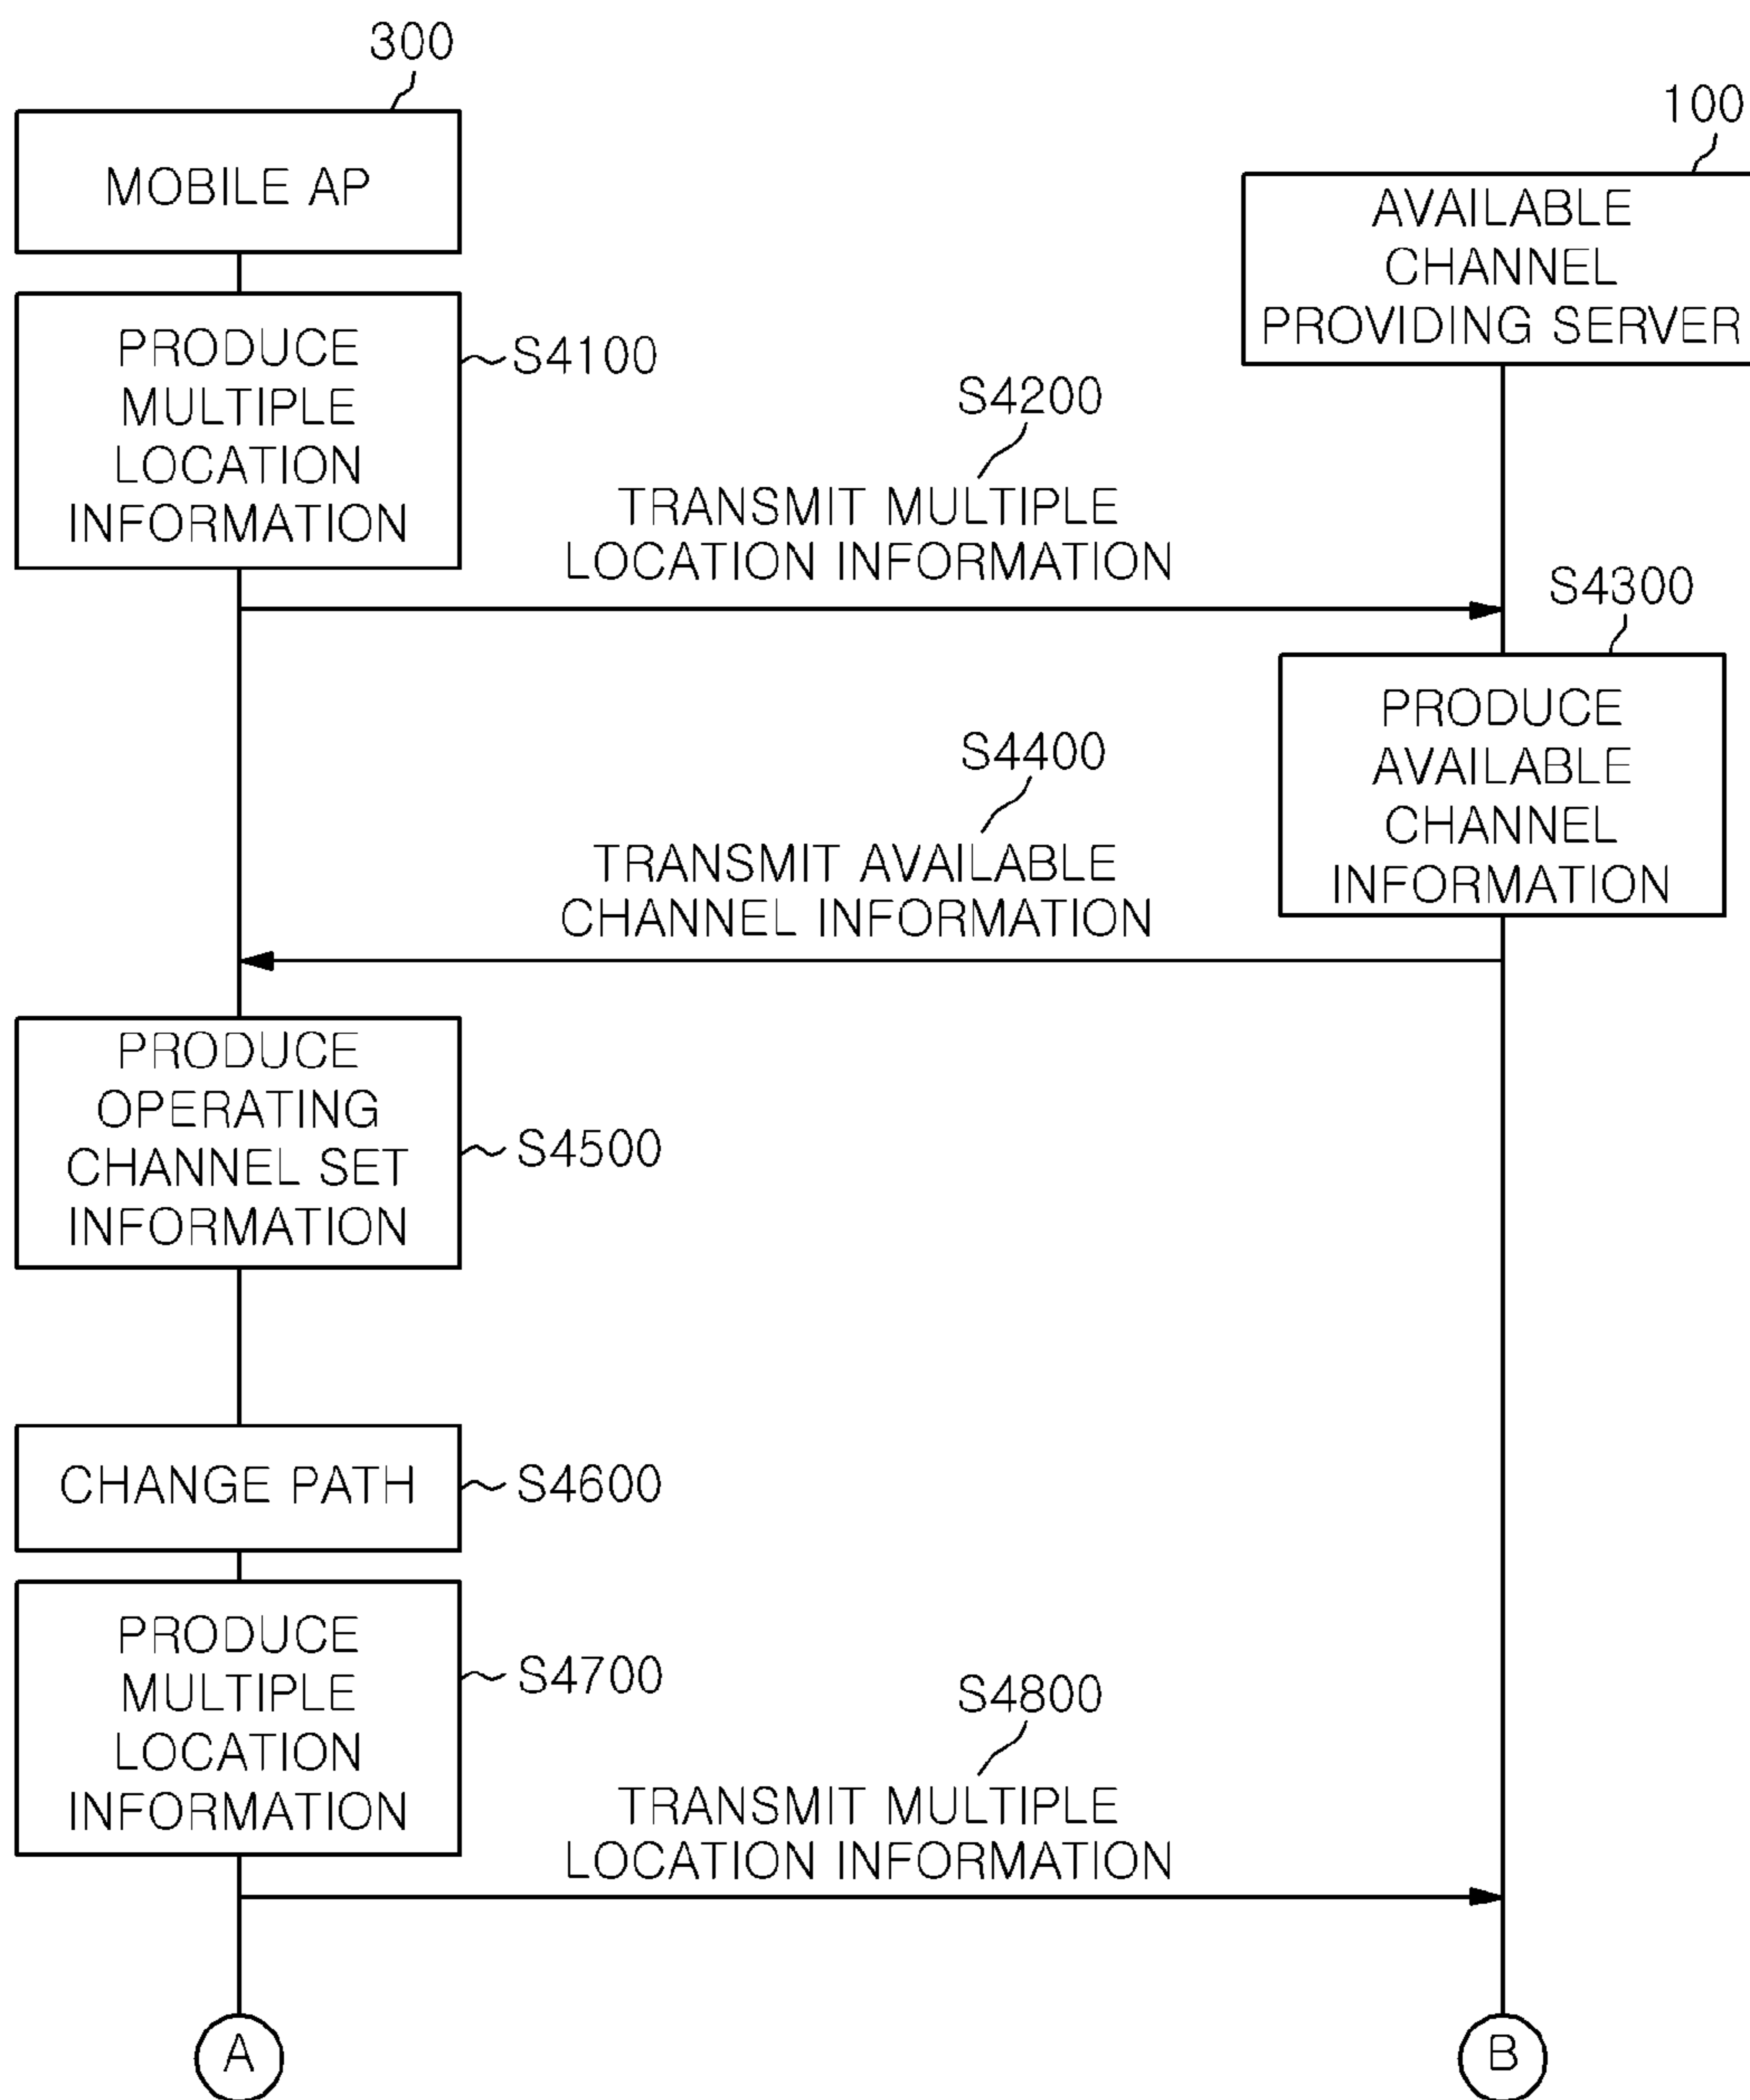 300
MOBILE AP
100
AVAILABLE
CHANNEL
PROVIDING SERVER
PRODUCE
MULTIPLE
LOCATION
INFORMATION
S4100
S4200
TRANSMIT MULTIPLE
LOCATION INFORMATION
S4300
PRODUCE
AVAILABLE
CHANNEL
INFORMATION
S4400
TRANSMIT AVAILABLE
CHANNEL INFORMATION
PRODUCE
OPERATING
CHANNEL SET
INFORMATION
S4500
CHANGE PATH
S4600
PRODUCE
MULTIPLE
LOCATION
INFORMATION
S4700
S4800
TRANSMIT MULTIPLE
LOCATION INFORMATION
A
B